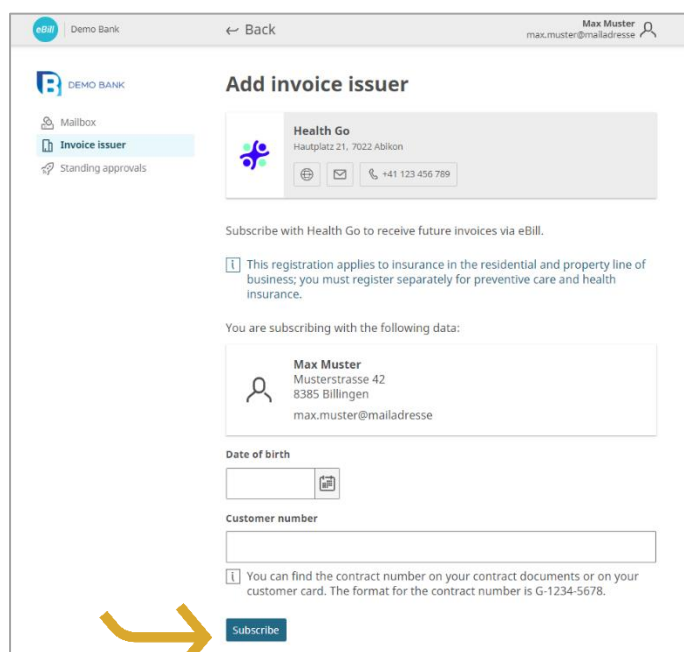 eBill Demo Bank
← Back
Max Muster
max.muster@mailadresse
DEMO BANK
Mailbox
Invoice issuer
Standing approvals
Add invoice issuer
Health Go
Hautplatz 21, 7022 Abikon
+41 123 456 789
Subscribe with Health Go to receive future invoices via eBill.
i This registration applies to insurance in the residential and property line of
business; you must register separately for preventive care and health
insurance.
You are subscribing with the following data:
Max Muster
Musterstrasse 42
8385 Billingen
max.muster@mailadresse
Date of birth
Customer number
i You can find the contract number on your contract documents or on your
customer card. The format for the contract number is G-1234-5678.
Subscribe